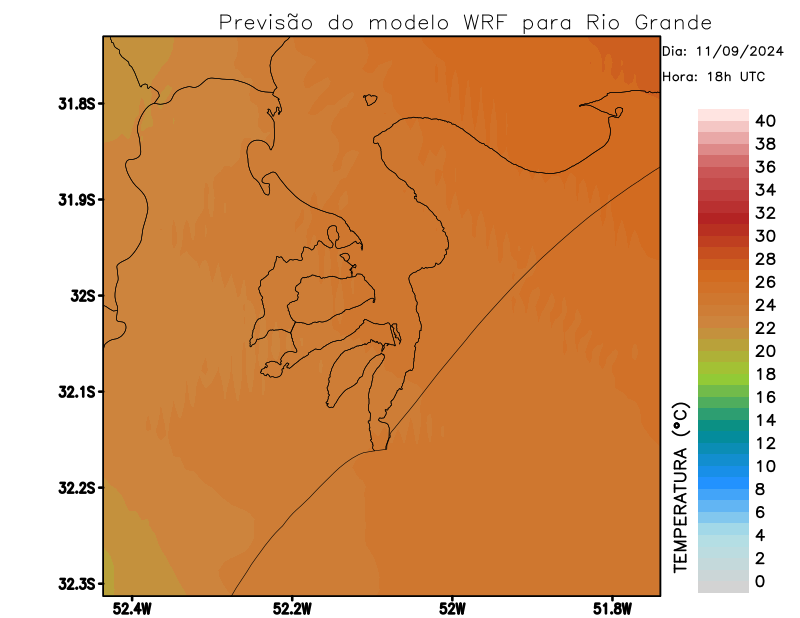 Previsão do modelo WRF para Rio Grande
Dia: 11/09/2024
Hora: 18h UTC
31.8S
31.9S
32S
32.1S
32.2S
32.3S
52.4W
52.2W
52W
51.8W
TEMPERATURA (°C)
40
38
36
34
32
30
28
26
24
22
20
18
16
14
12
10
8
6
4
2
0